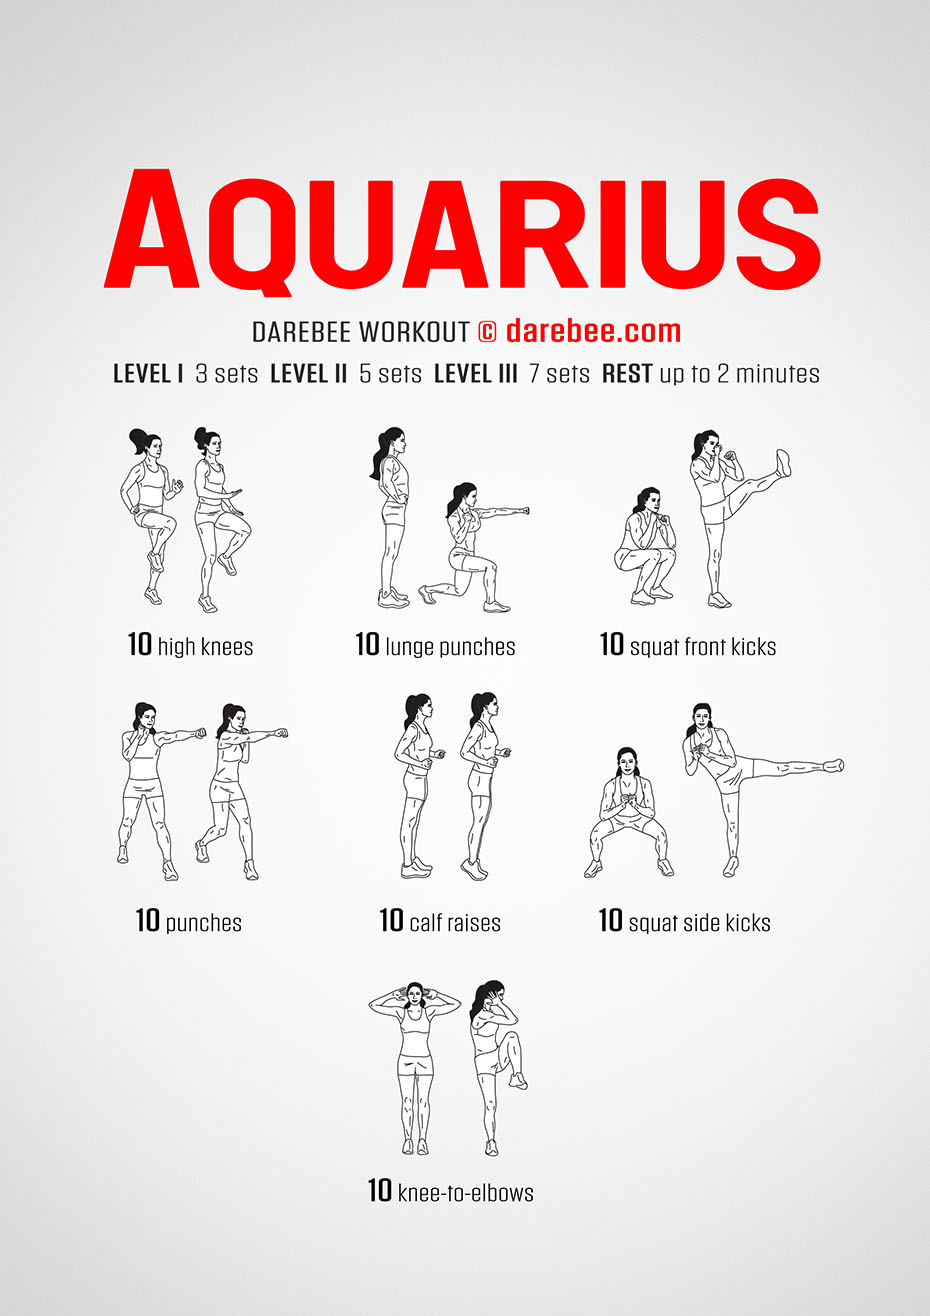 AQUARIUS
DAREBEE WORKOUT © darebee.com
LEVEL I 3 sets LEVEL II 5 sets LEVEL III 7 sets REST up to 2 minutes
10 high knees
10 lunge punches
10 squat front kicks
10 punches
10 calf raises
10 squat side kicks
10 knee-to-elbows